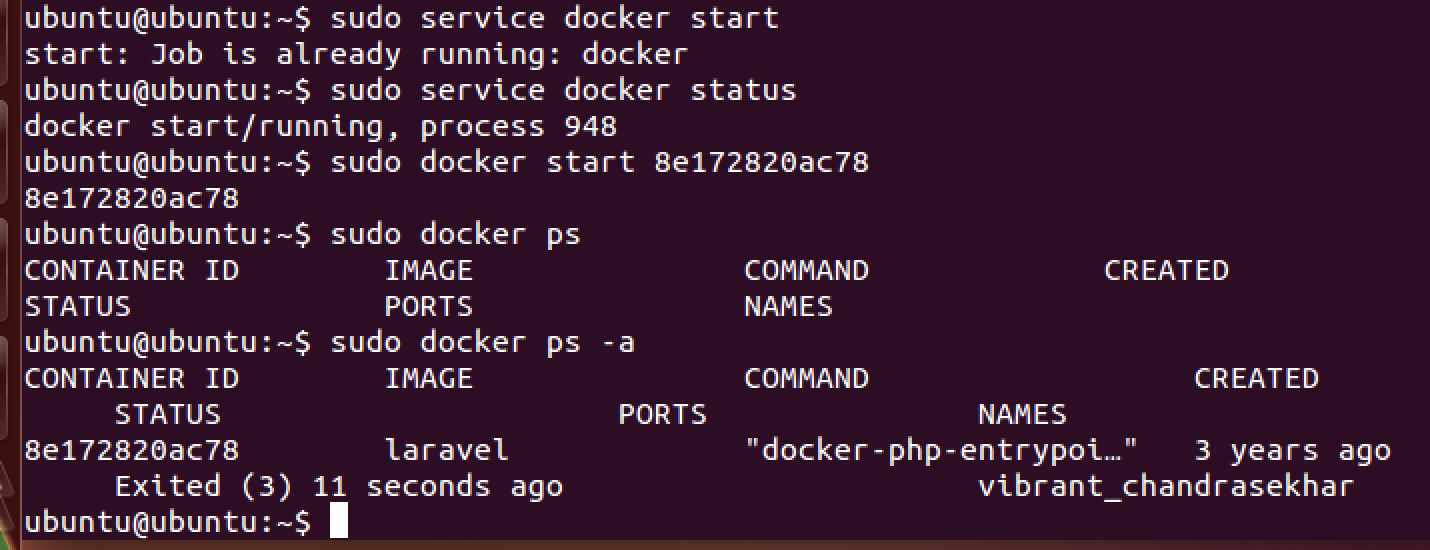 ubuntu@ubuntu:~$ sudo service docker start
start: Job is already running: docker
ubuntu@ubuntu:~$ sudo service docker status
docker start/running, process 948
ubuntu@ubuntu:~$ sudo docker start 8e172820ac78
8e172820ac78
ubuntu@ubuntu:~$ sudo docker ps
CONTAINER ID        IMAGE               COMMAND             CREATED
STATUS              PORTS               NAMES
ubuntu@ubuntu:~$ sudo docker ps -a
CONTAINER ID        IMAGE               COMMAND                  CREATED
     STATUS                      PORTS               NAMES
8e172820ac78        laravel             "docker-php-entrypoi…"   3 years ago
     Exited (3) 11 seconds ago                       vibrant_chandrasekhar
ubuntu@ubuntu:~$